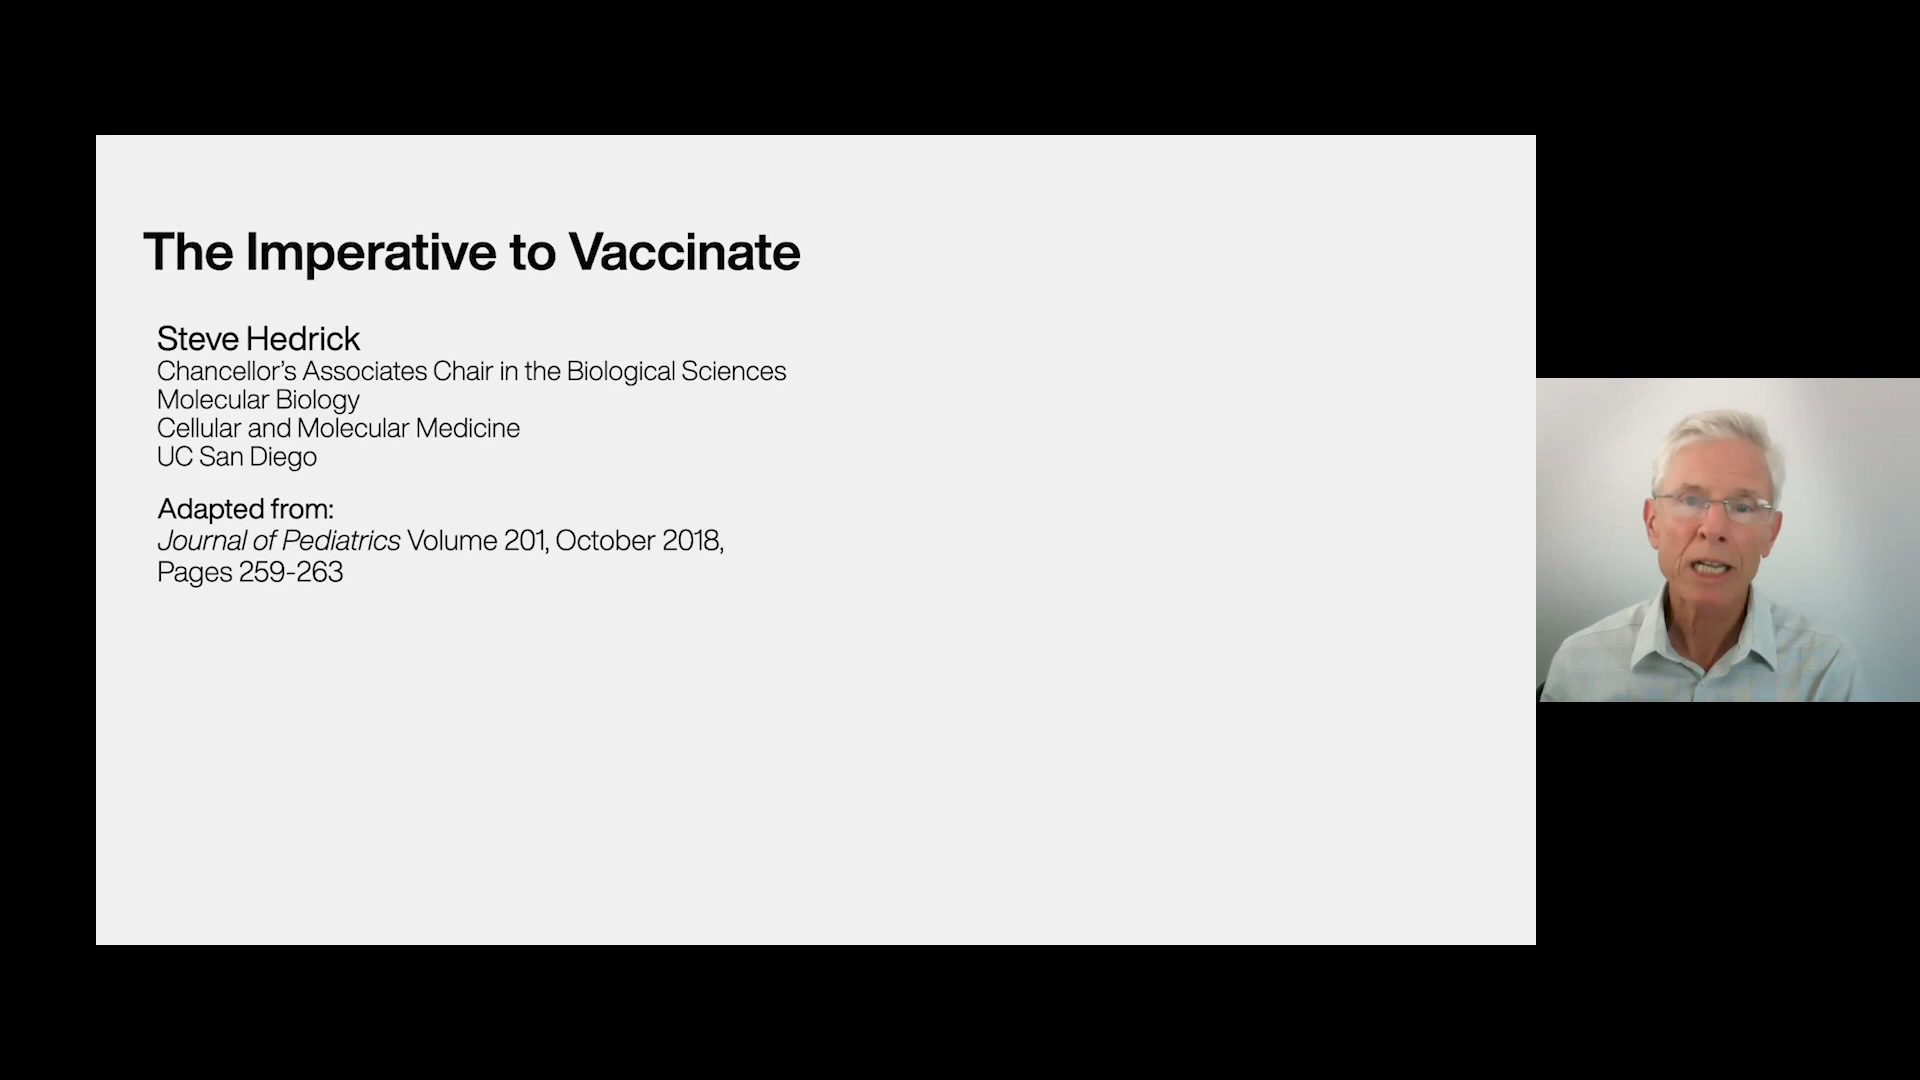 The Imperative to Vaccinate
Steve Hedrick
Chancellor’s Associates Chair in the Biological Sciences
Molecular Biology
Cellular and Molecular Medicine
UC San Diego
Adapted from:
Journal of Pediatrics Volume 201, October 2018,
Pages 259-263